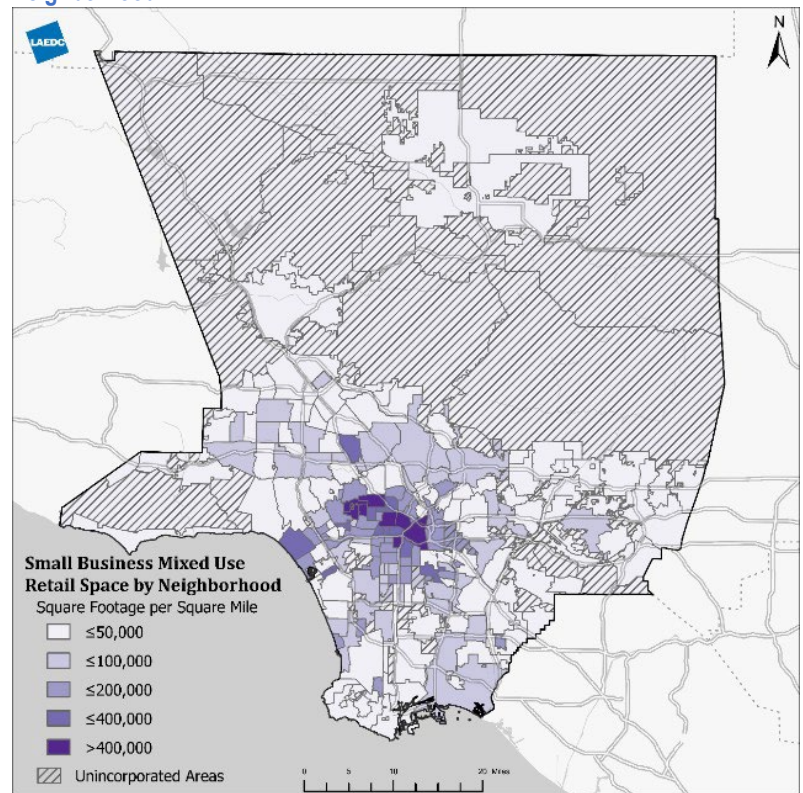 LAEDC
N
Small Business Mixed Use
Retail Space by Neighborhood
Square Footage per Square Mile
≤50,000
≤100,000
≤200,000
≤400,000
>400,000
Unincorporated Areas
0 5 10 20 Miles